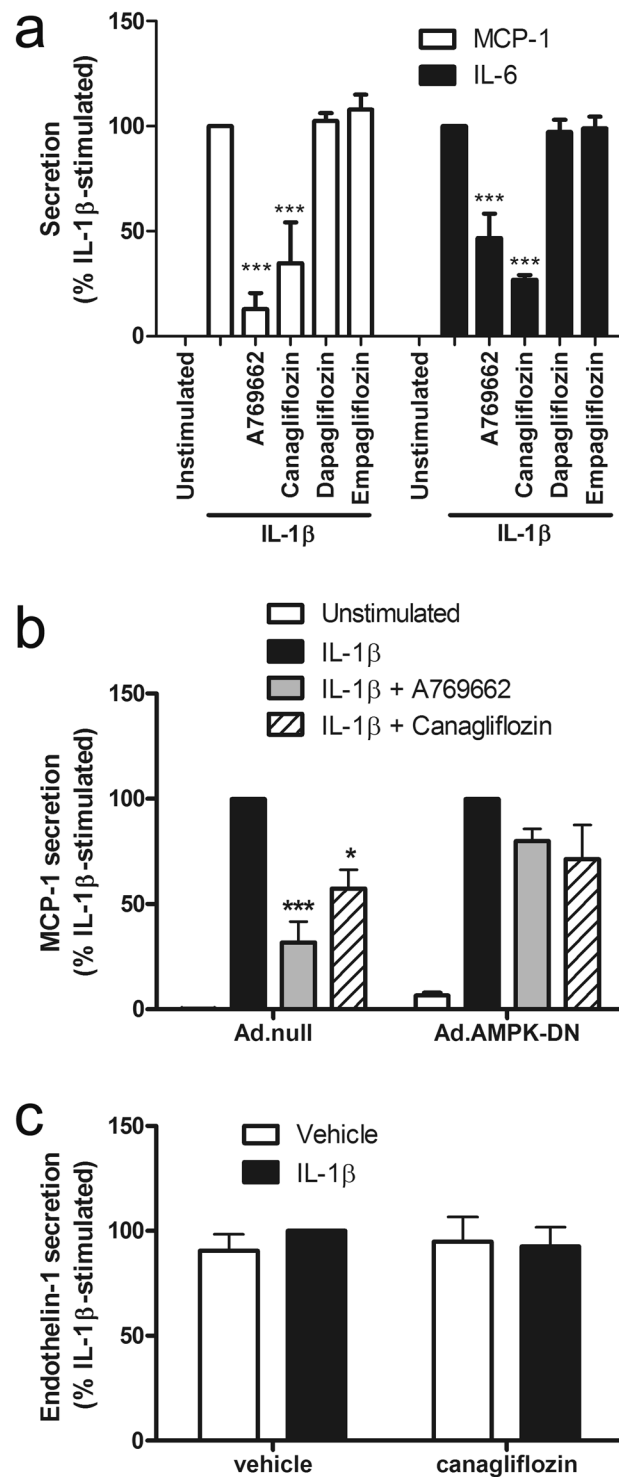 a
Secretion
(% IL-1β-stimulated)
150
100
50
0
MCP-1
IL-6
***
***
***
***
Unstimulated
A769662
Canagliflozin
Dapagliflozin
Empagliflozin
Unstimulated
A769662
Canagliflozin
Dapagliflozin
Empagliflozin
IL-1β
IL-1β
b
Unstimulated
IL-1β
IL-1β + A769662
IL-1β + Canagliflozin
MCP-1 secretion
(% IL-1β-stimulated)
150
100
50
0
***
*
Ad.null
Ad.AMPK-DN
c
Vehicle
IL-1β
Endothelin-1 secretion
(% IL-1β-stimulated)
150
100
50
0
vehicle
canagliflozin